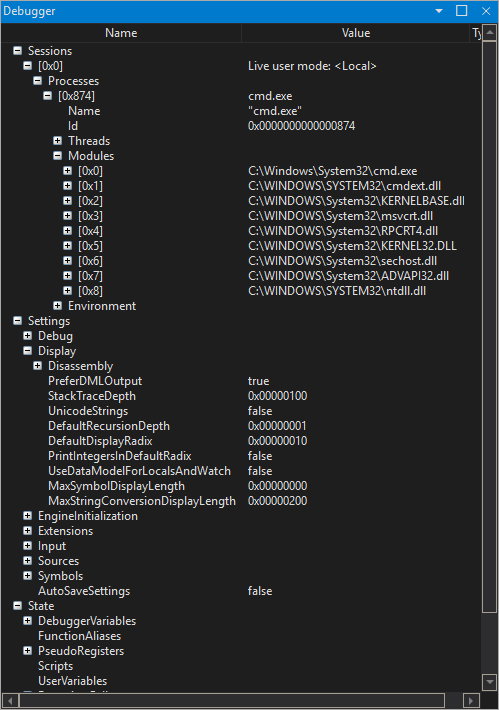 Debugger
Name Value Ty
Sessions
[0x0] Live user mode: <Local>
Processes
[0x874] cmd.exe
Name "cmd.exe"
Id 0x0000000000000874
Threads
Modules
[0x0] C:\Windows\System32\cmd.exe
[0x1] C:\WINDOWS\SYSTEM32\cmdext.dll
[0x2] C:\WINDOWS\System32\KERNELBASE.dll
[0x3] C:\WINDOWS\System32\msvcrt.dll
[0x4] C:\WINDOWS\System32\RPCRT4.dll
[0x5] C:\WINDOWS\System32\KERNEL32.DLL
[0x6] C:\WINDOWS\System32\sechost.dll
[0x7] C:\WINDOWS\System32\ADVAPI32.dll
[0x8] C:\WINDOWS\SYSTEM32\ntdll.dll
Environment
Settings
Debug
Display
Disassembly
PreferDMLOutput true
StackTraceDepth 0x00000100
UnicodeStrings false
DefaultRecursionDepth 0x00000001
DefaultDisplayRadix 0x00000010
PrintIntegersInDefaultRadix false
UseDataModelForLocalsAndWatch false
MaxSymbolDisplayLength 0x00000000
MaxStringConversionDisplayLength 0x00000200
EngineInitialization
Extensions
Input
Sources
Symbols
AutoSaveSettings false
State
DebuggerVariables
FunctionAliases
PseudoRegisters
Scripts
UserVariables